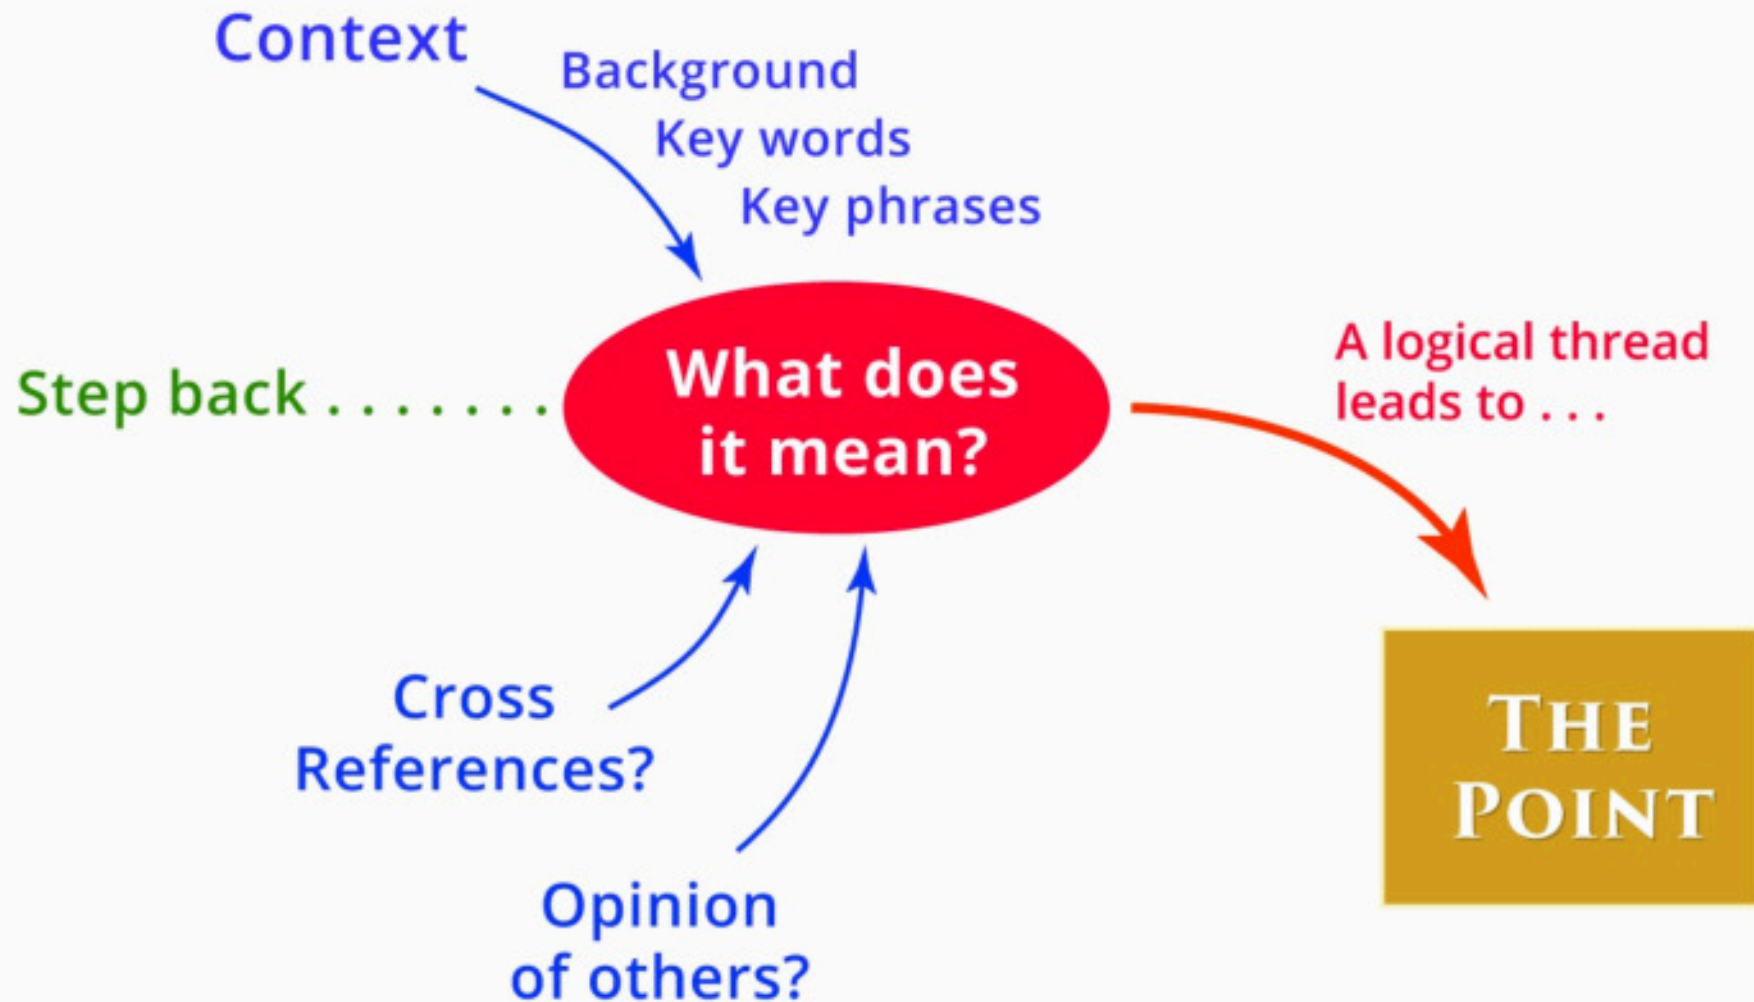 Context
Background
Key words
Key phrases
Step back . . . . . . .
What does
it mean?
A logical thread
leads to . . .
Cross
References?
Opinion
of others?
THE
POINT